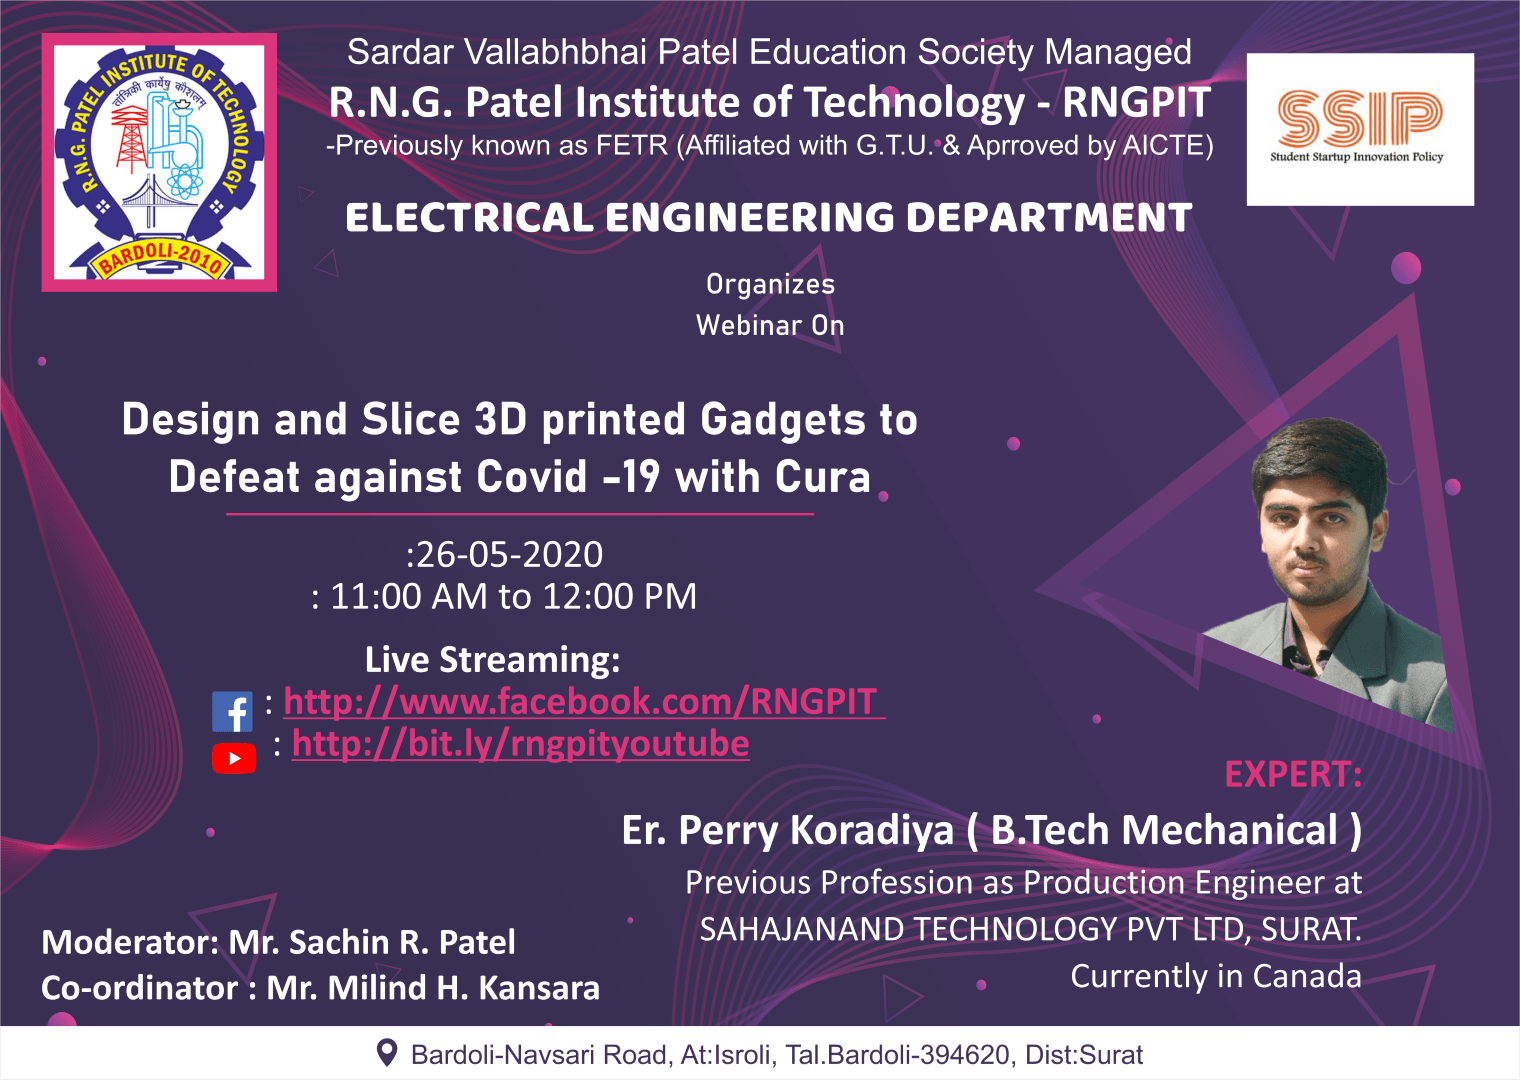 Sardar Vallabhbhai Patel Education Society Managed
R.N.G. Patel Institute of Technology - RNGPIT
-Previously known as FETR (Affiliated with G.T.U. & Aprroved by AICTE)
ELECTRICAL ENGINEERING DEPARTMENT
R.N.G. PATEL INSTITUTE OF TECHNOLOGY
तांत्रिकी कार्येषु कौशलम्
BARDOLI-2010
SSIP
Student Startup Innovation Policy
Organizes
Webinar On
Design and Slice 3D printed Gadgets to
Defeat against Covid -19 with Cura
:26-05-2020
: 11:00 AM to 12:00 PM
Live Streaming:
f : http://www.facebook.com/RNGPIT
: http://bit.ly/rngpityoutube
EXPERT:
Er. Perry Koradiya ( B.Tech Mechanical )
Previous Profession as Production Engineer at
SAHAJANAND TECHNOLOGY PVT LTD, SURAT.
Currently in Canada
Moderator: Mr. Sachin R. Patel
Co-ordinator : Mr. Milind H. Kansara
Bardoli-Navsari Road, At:Isroli, Tal.Bardoli-394620, Dist:Surat